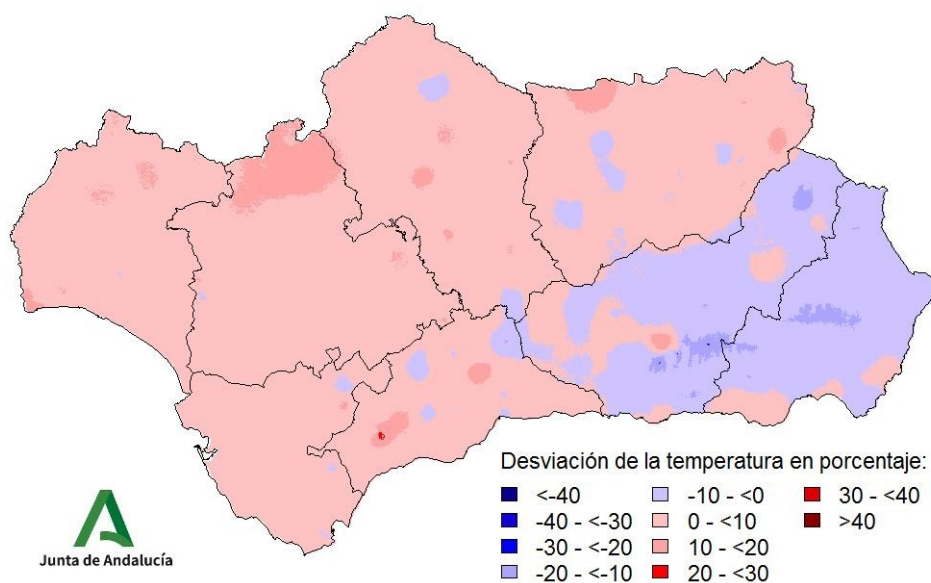 Desviación de la temperatura en porcentaje:
<-40
-40 - <-30
-30 - <-20
-20 - <-10
-10 - <0
0 - <10
10 - <20
20 - <30
30 - <40
>40
Junta de Andalucía